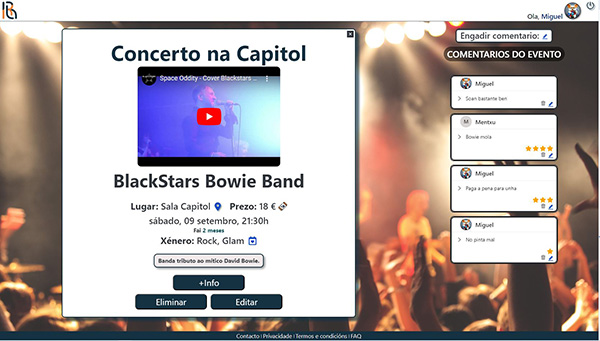 Ola, Miguel
Concerto na Capitol
Space Oddity - Cover Blackstars ...
BlackStars Bowie Band
Lugar: Sala Capitol Prezo: 18 €
sábado, 09 setembro, 21:30h
Fai 2 meses
Xénero: Rock, Glam
Banda tributo ao mítico David Bowie.
+Info
Eliminar Editar
Engadir comentario:
COMENTARIOS DO EVENTO
Miguel
Soan bastante ben
M Mentxu
Bowie mola
Miguel
Paga a pena para unha
Miguel
No pinta mal
Contacto | Privacidade | Termos e condicións | FAQ